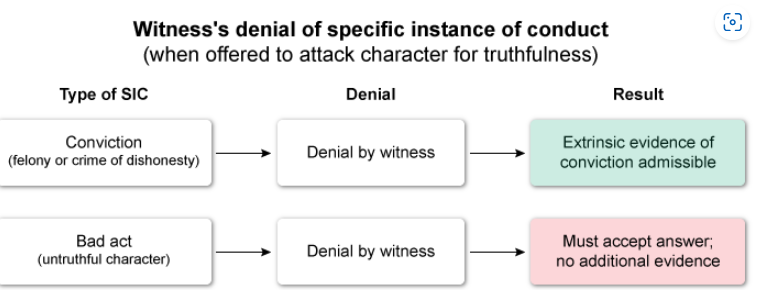 Witness's denial of specific instance of conduct
(when offered to attack character for truthfulness)
Type of SIC
Denial
Result
Conviction
(felony or crime of dishonesty)
Denial by witness
Extrinsic evidence of
conviction admissible
Bad act
(untruthful character)
Denial by witness
Must accept answer;
no additional evidence